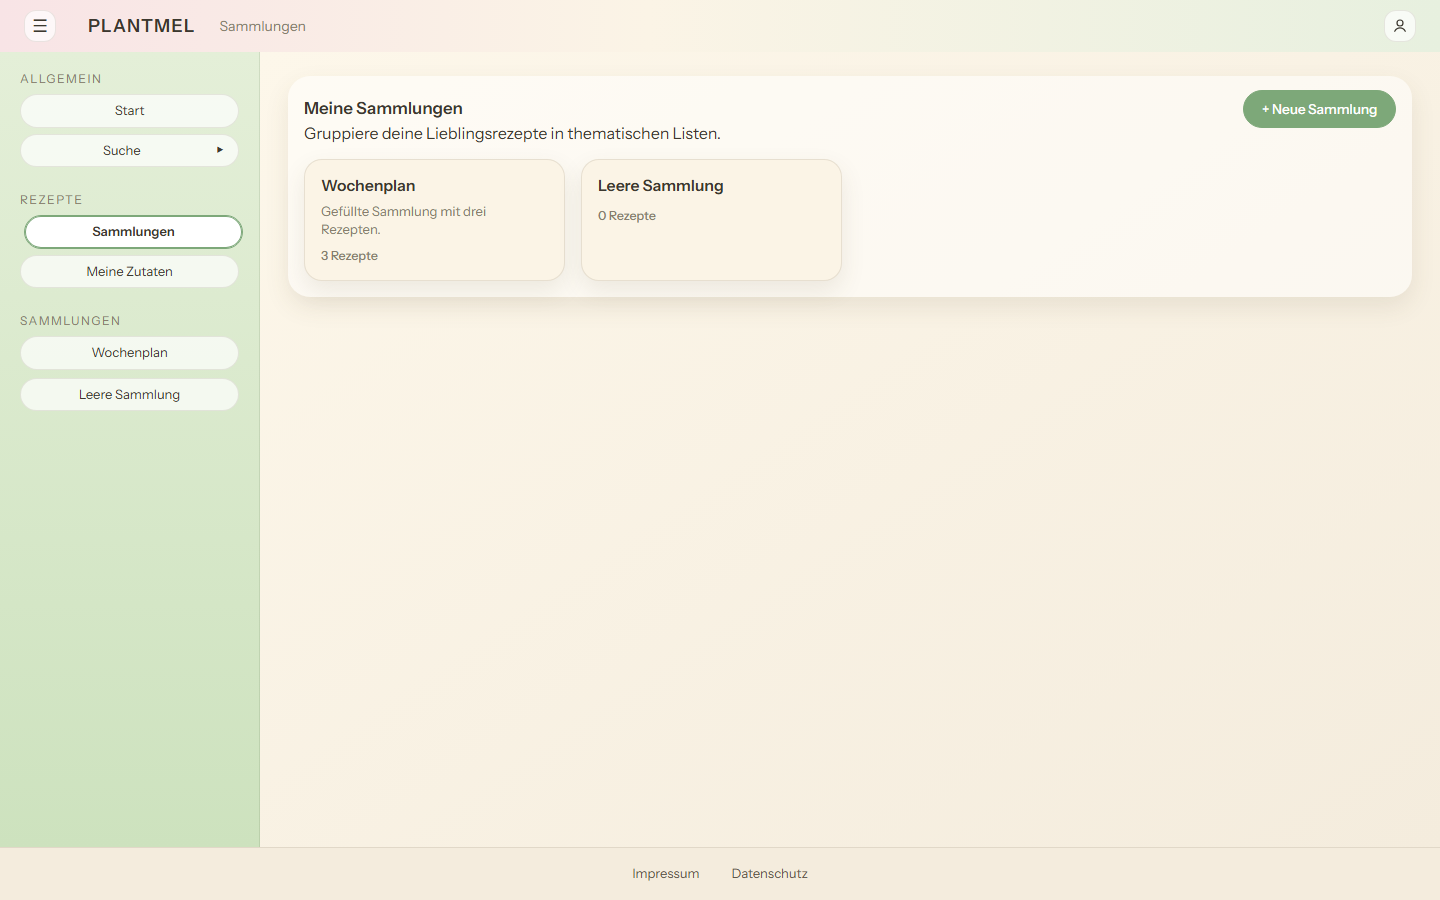 PLANTMEL
Sammlungen
ALLGEMEIN
Start
Suche
REZEPTE
Sammlungen
Meine Zutaten
SAMMLUNGEN
Wochenplan
Leere Sammlung
Meine Sammlungen
Gruppiere deine Lieblingsrezepte in thematischen Listen.
+ Neue Sammlung
Wochenplan
Gefüllte Sammlung mit drei
Rezepten.
3 Rezepte
Leere Sammlung
0 Rezepte
Impressum
Datenschutz